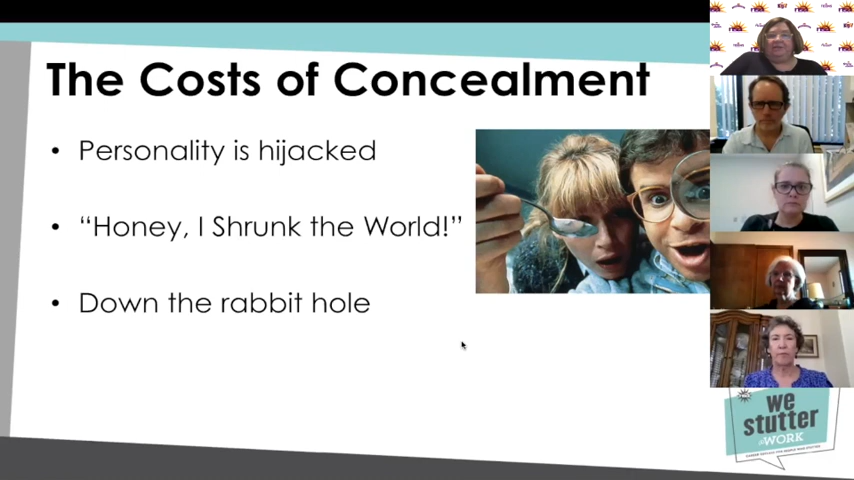 The Costs of Concealment
• Personality is hijacked
• “Honey, I Shrunk the World!”
• Down the rabbit hole
we
stutter
@WORK